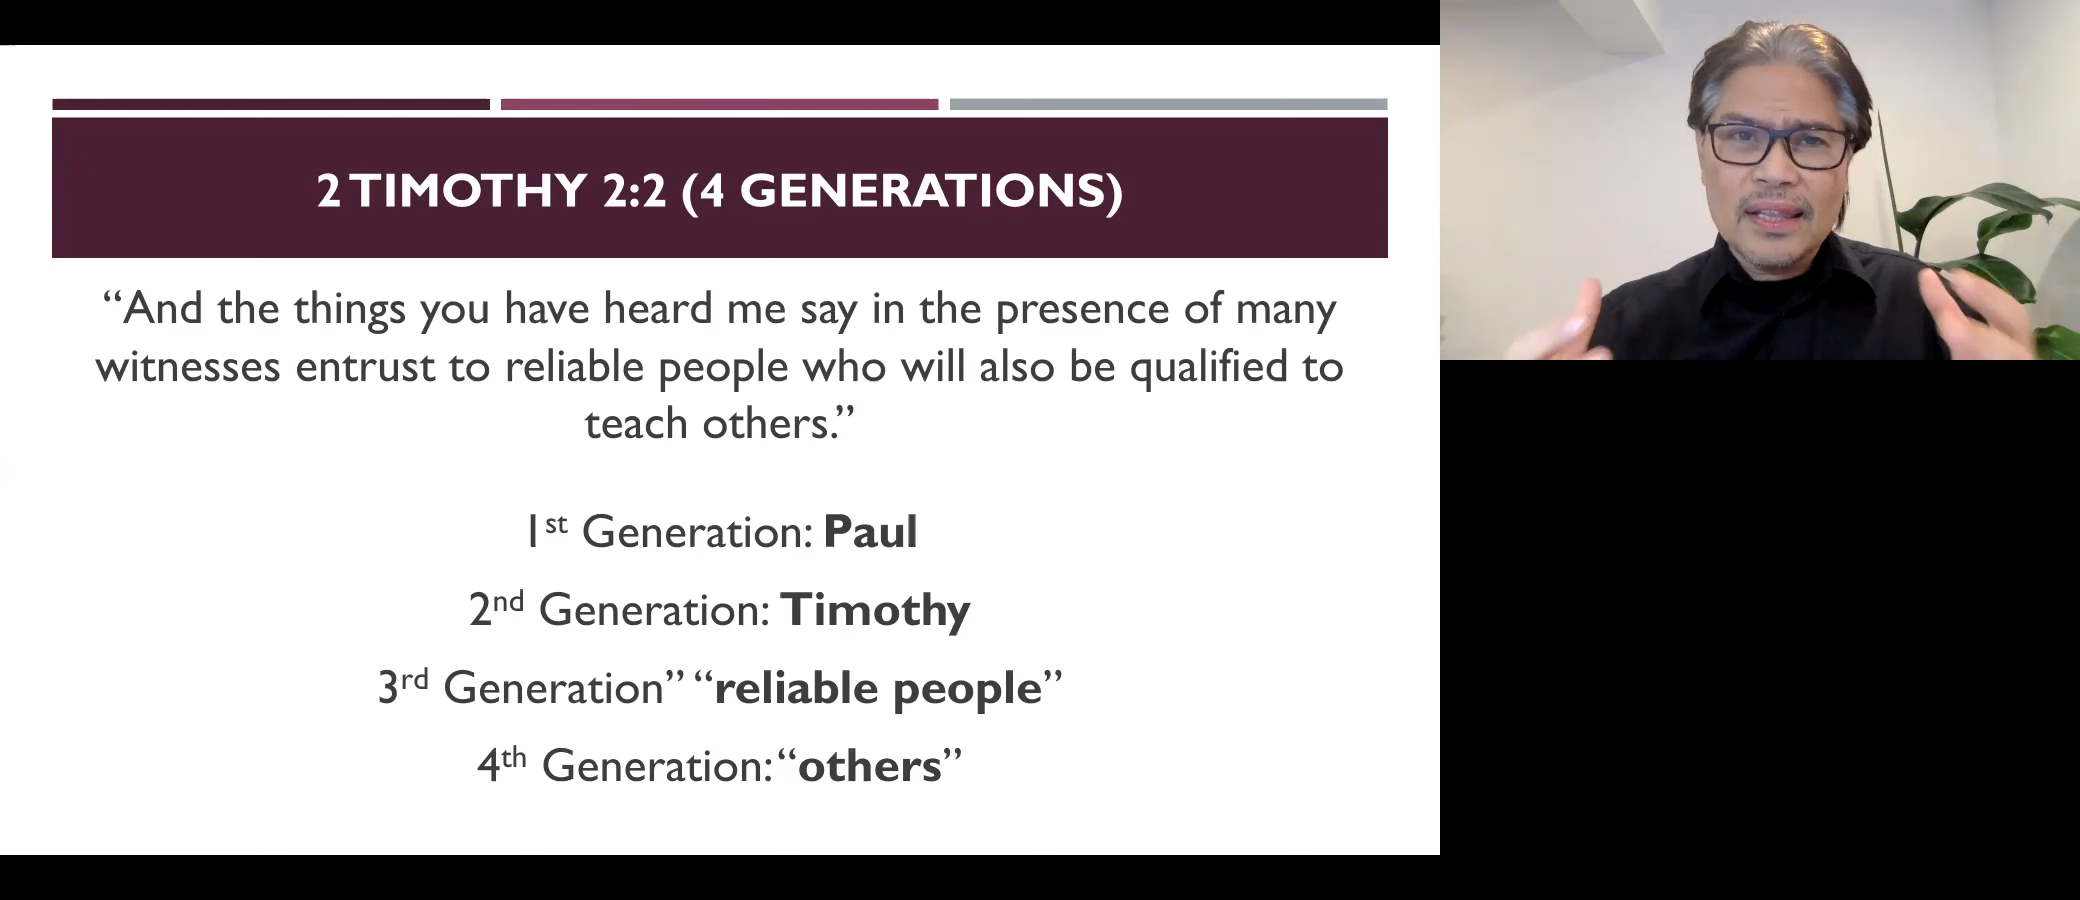 2 TIMOTHY 2:2 (4 GENERATIONS)
“And the things you have heard me say in the presence of many
witnesses entrust to reliable people who will also be qualified to
teach others.”
1st Generation: Paul
2nd Generation: Timothy
3rd Generation” “reliable people”
4th Generation: “others”